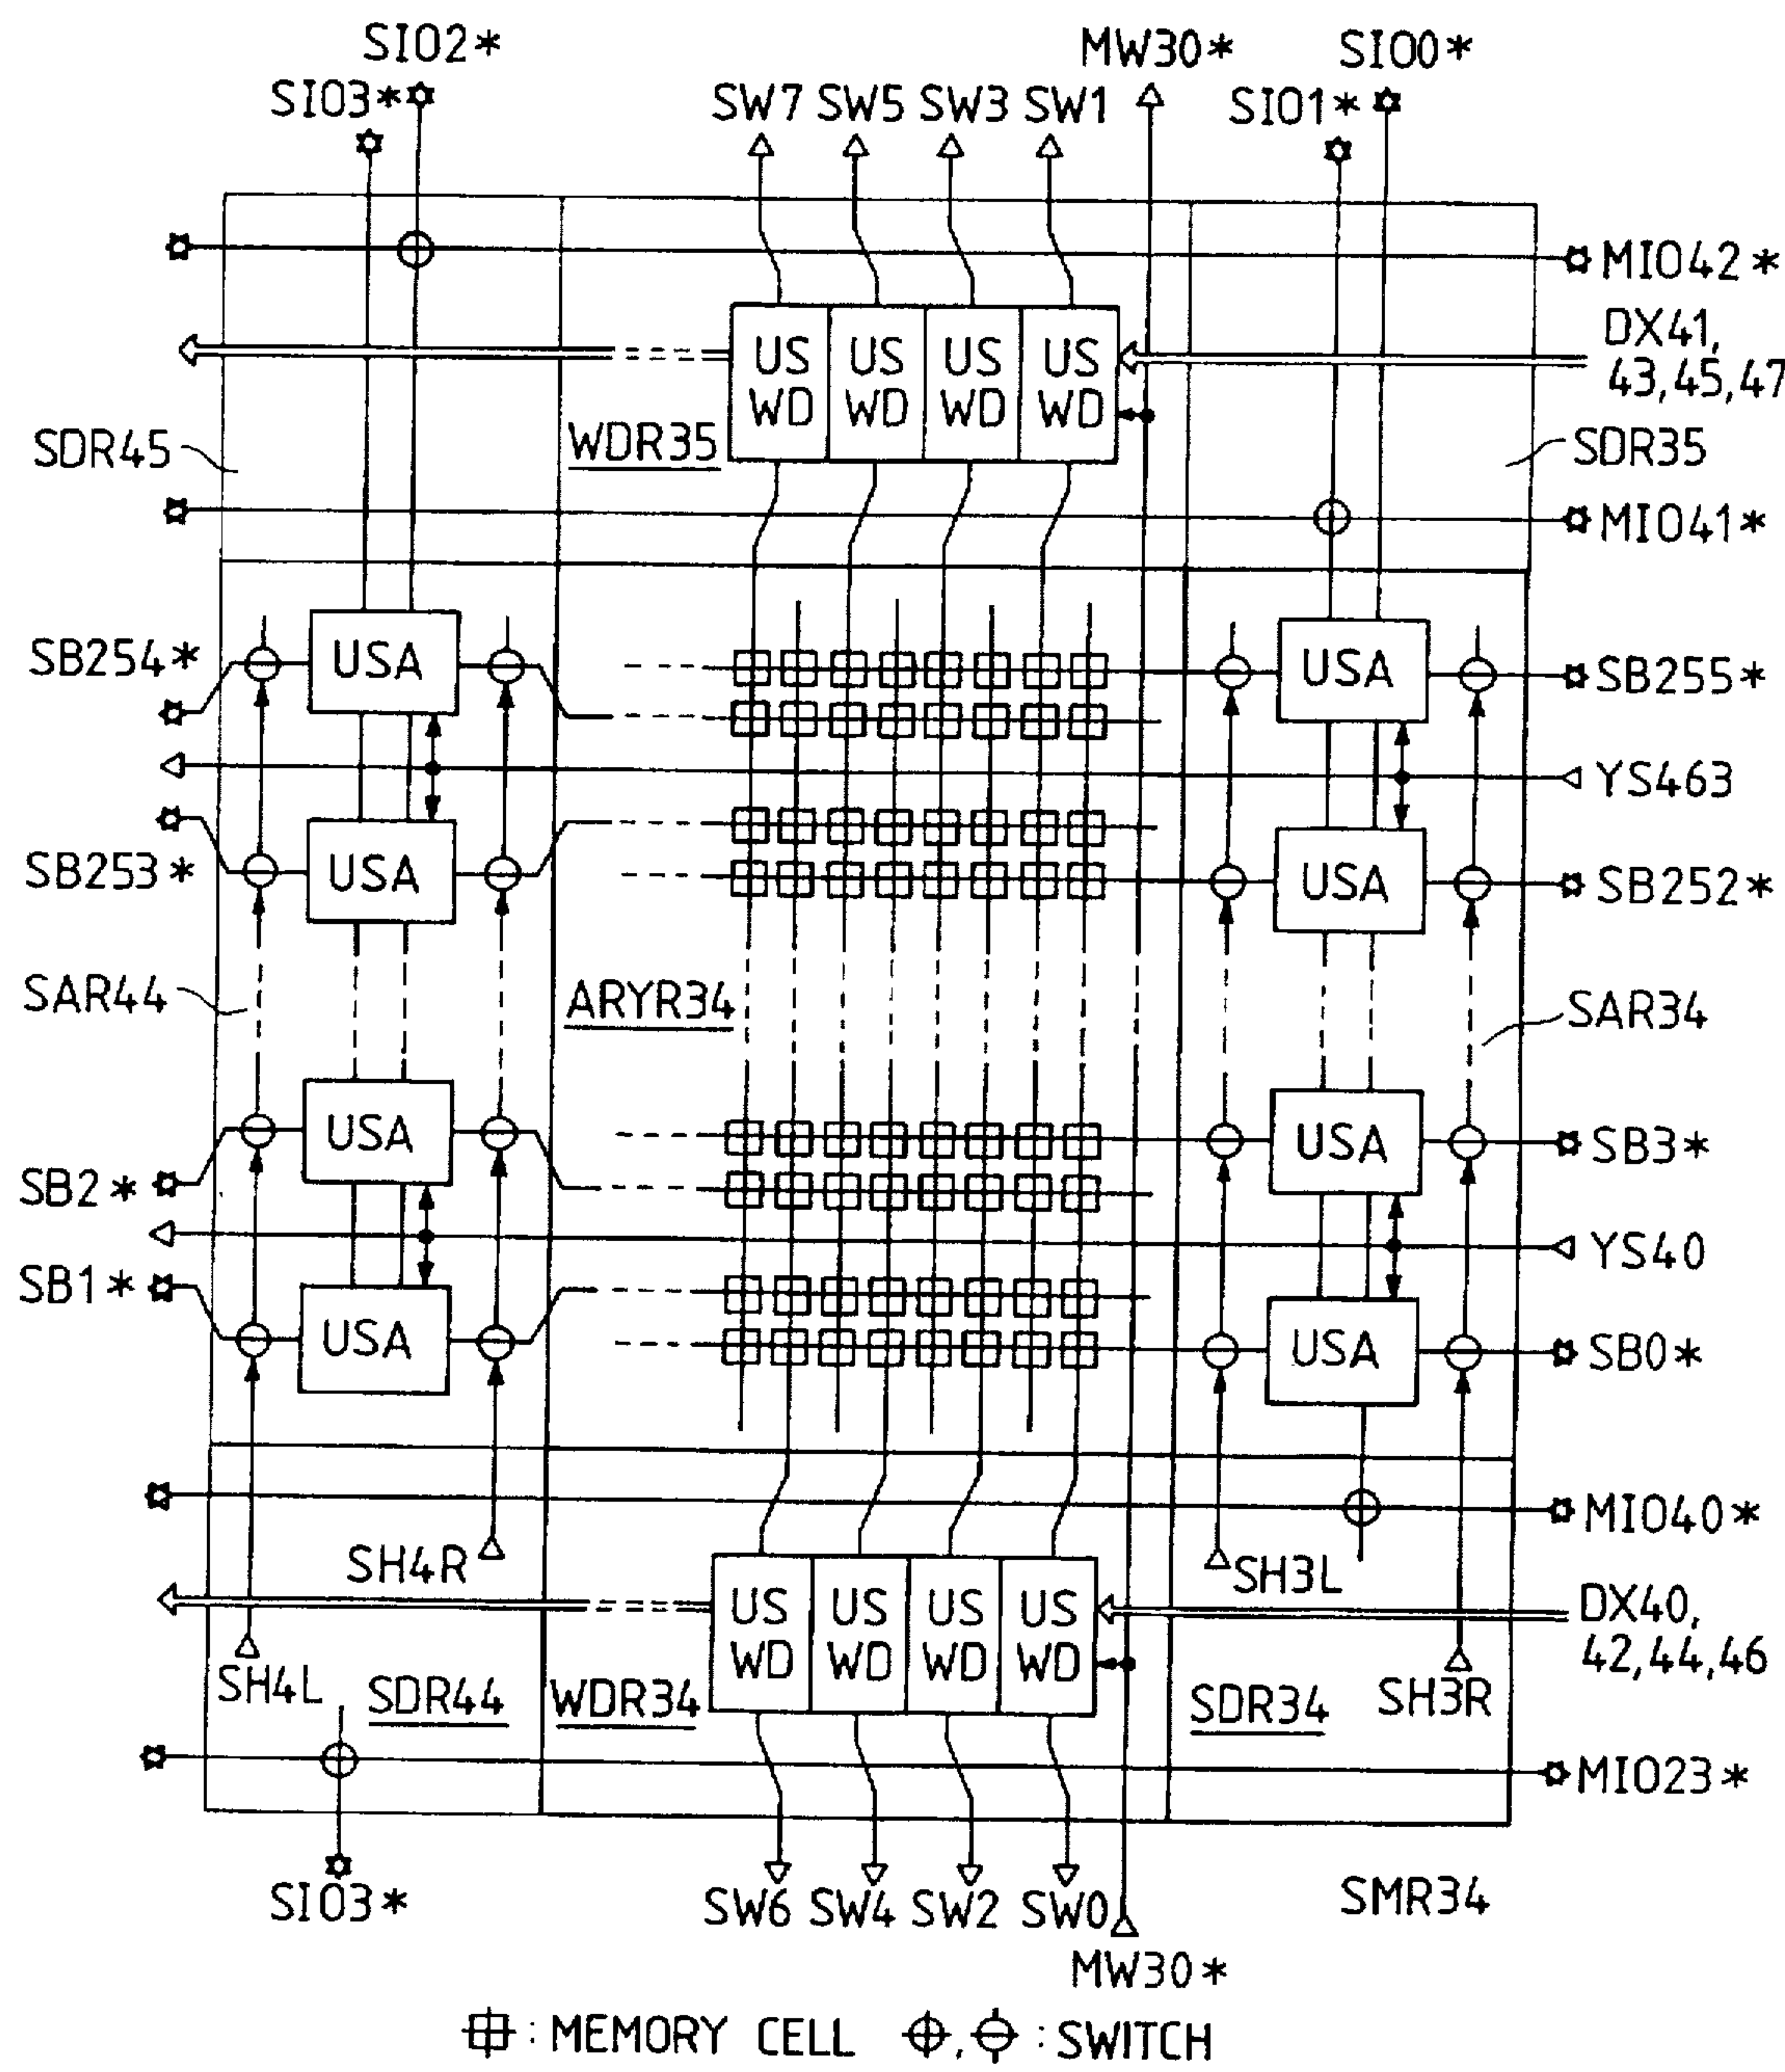 SIO2*
MW30*
SIO0*
SIO3*
SW7 SW5 SW3 SW1
SIO1*
MIO42*
DX41,
43,45,47
US WD
US WD
US WD
US WD
SDR45
WDR35
SDR35
MIO41*
SB254*
USA
USA
SB255*
YS463
SB253*
USA
USA
SB252*
SAR44
ARYR34
SAR34
USA
USA
SB3*
SB2*
YS40
SB1*
USA
USA
SB0*
MIO40*
SH4R
SH3L
US WD
US WD
US WD
US WD
DX40,
42,44,46
SH4L
SDR44
WDR34
SDR34
SH3R
MIO23*
SIO3*
SW6 SW4 SW2 SW0
SMR34
MW30*
: MEMORY CELL , : SWITCH